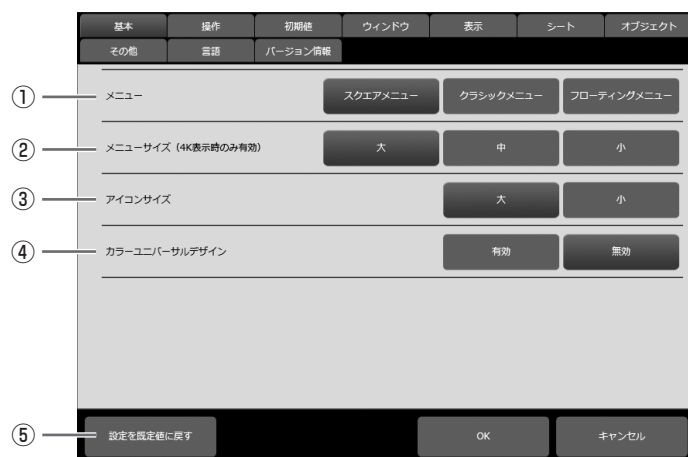 基本 操作 初期値 ウィンドウ 表示 シート オブジェクト
その他 言語 バージョン情報
① メニュー スクエアメニュー クラシックメニュー フローティングメニュー
② メニューサイズ（4K表示時のみ有効） 大 中 小
③ アイコンサイズ 大 小
④ カラーユニバーサルデザイン 有効 無効
⑤ 設定を既定値に戻す OK キャンセル